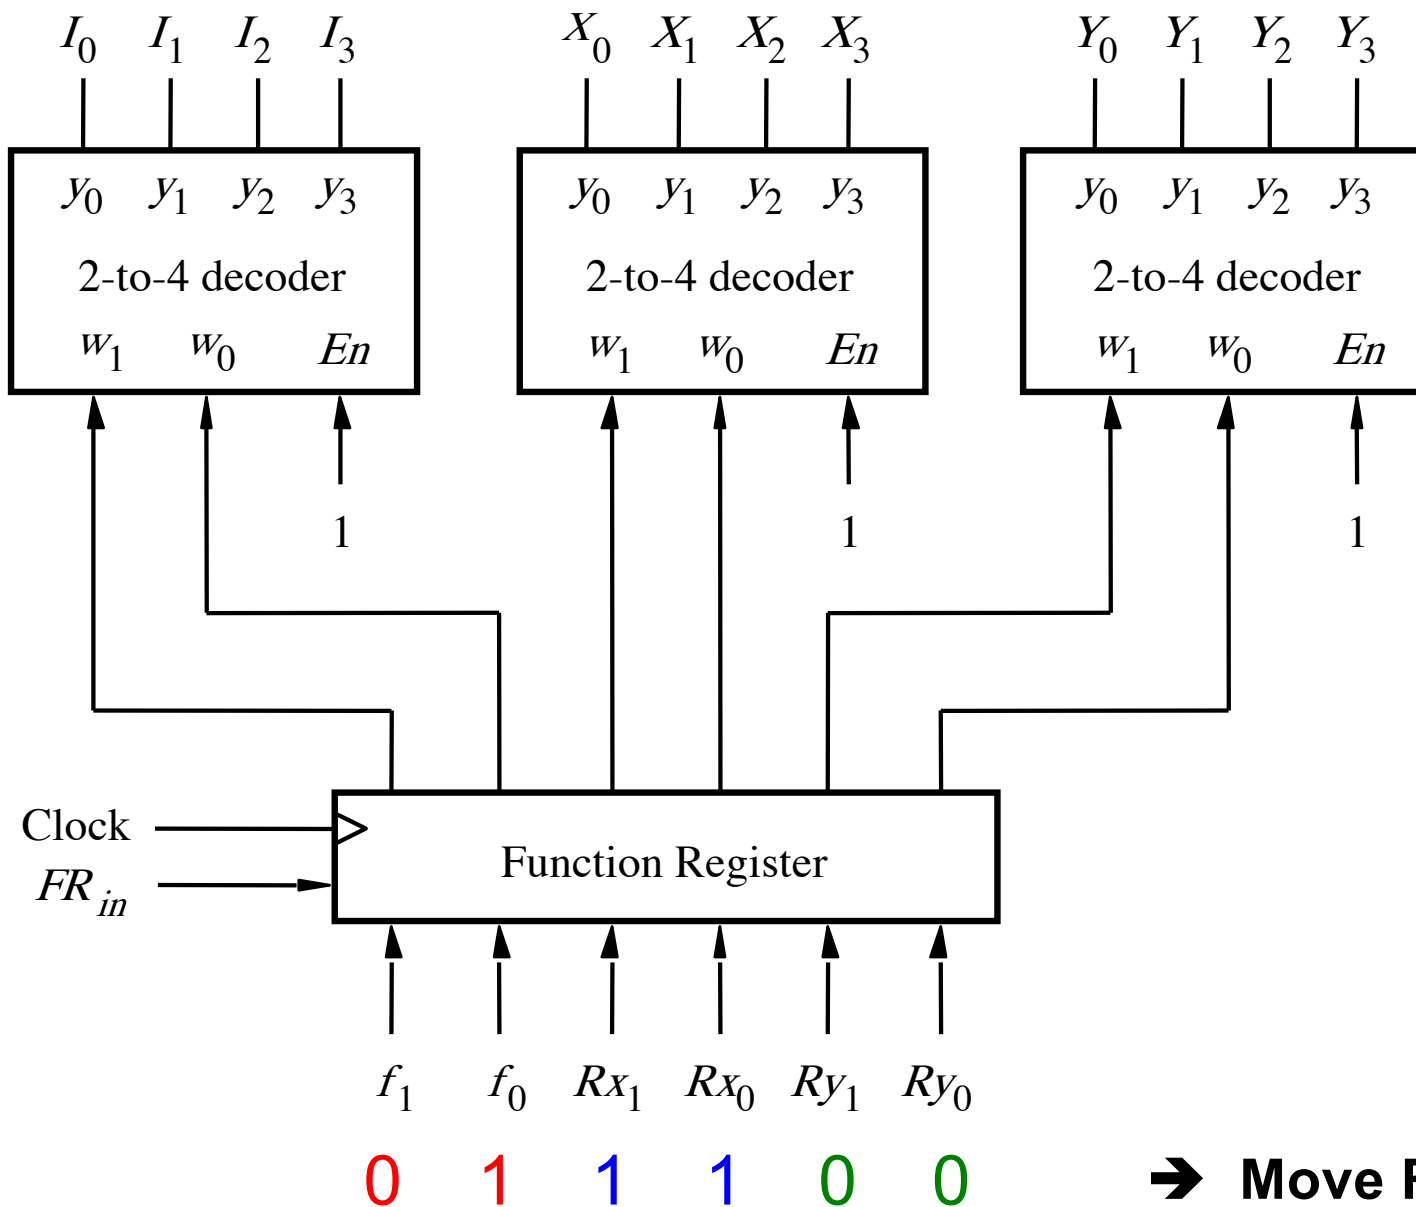 I0 I1 I2 I3 X0 X1 X2 X3 Y0 Y1 Y2 Y3
y0 y1 y2 y3 y0 y1 y2 y3 y0 y1 y2 y3
2-to-4 decoder 2-to-4 decoder 2-to-4 decoder
w1 w0 En w1 w0 En w1 w0 En
1 1 1
Clock
Function Register
FR in
f1 f0 Rx1 Rx0 Ry1 Ry0
0 1 1 1 0 0 ➔ Move